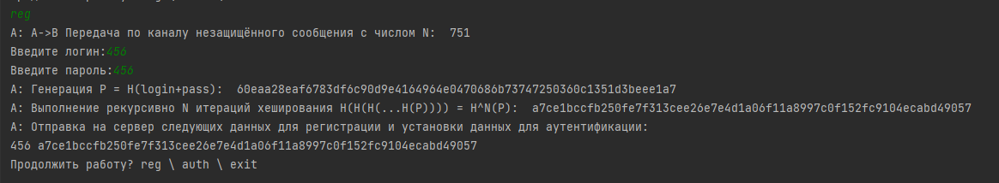 reg
A: A->B Передача по каналу незащищённого сообщения с числом N:  751
Введите логин:456
Введите пароль:456
A: Генерация P = H(login+pass):  60eaa28eaf6783df6c90d9e4164964e0470686b73747250360c1351d3beee1a7
A: Выполнение рекурсивно N итераций хеширования H(H(H(...H(P)))) = H^N(P):  a7ce1bccfb250fe7f313cee26e7e4d1a06f11a8997c0f152fc9104ecabd49057
A: Отправка на сервер следующих данных для регистрации и установки данных для аутентификации:
456 a7ce1bccfb250fe7f313cee26e7e4d1a06f11a8997c0f152fc9104ecabd49057
Продолжить работу? reg \ auth \ exit